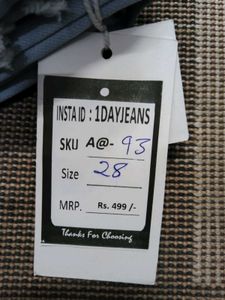 INSTA ID : 1DAYJEANS
SKU A@- 93
Size 28
MRP. Rs. 499 /-
Thanks For Choosing